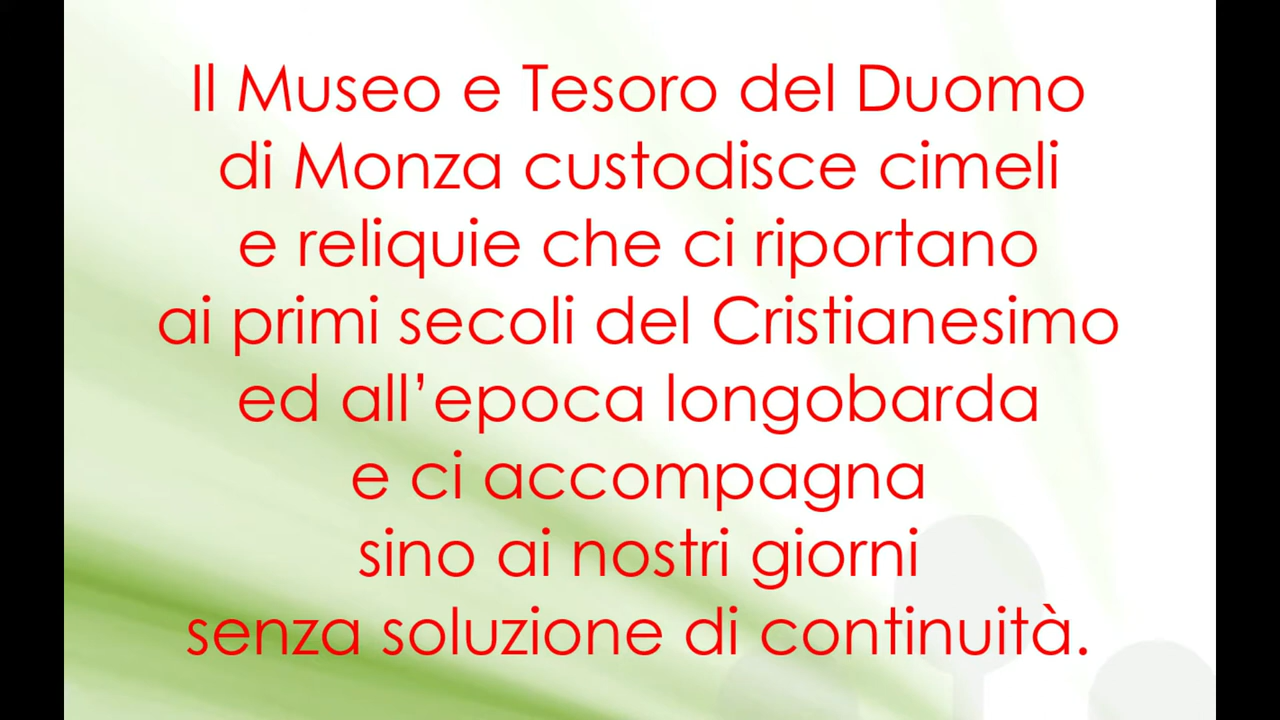 Il Museo e Tesoro del Duomo
di Monza custodisce cimeli
e reliquie che ci riportano
ai primi secoli del Cristianesimo
ed all’epoca longobarda
e ci accompagna
sino ai nostri giorni
senza soluzione di continuità.